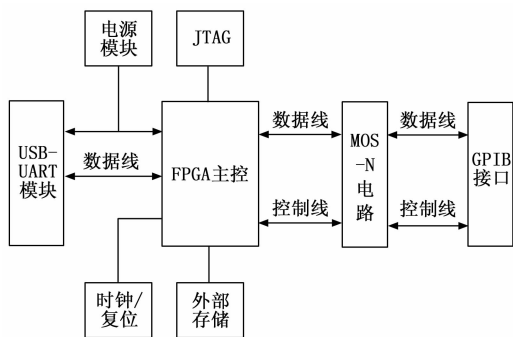 电源
模块
JTAG
USB-
UART
模块
数据线
FPGA主控
数据线
控制线
MOS
-N
电
路
数据线
控制线
GPIB
接口
时钟/
复位
外部
存储